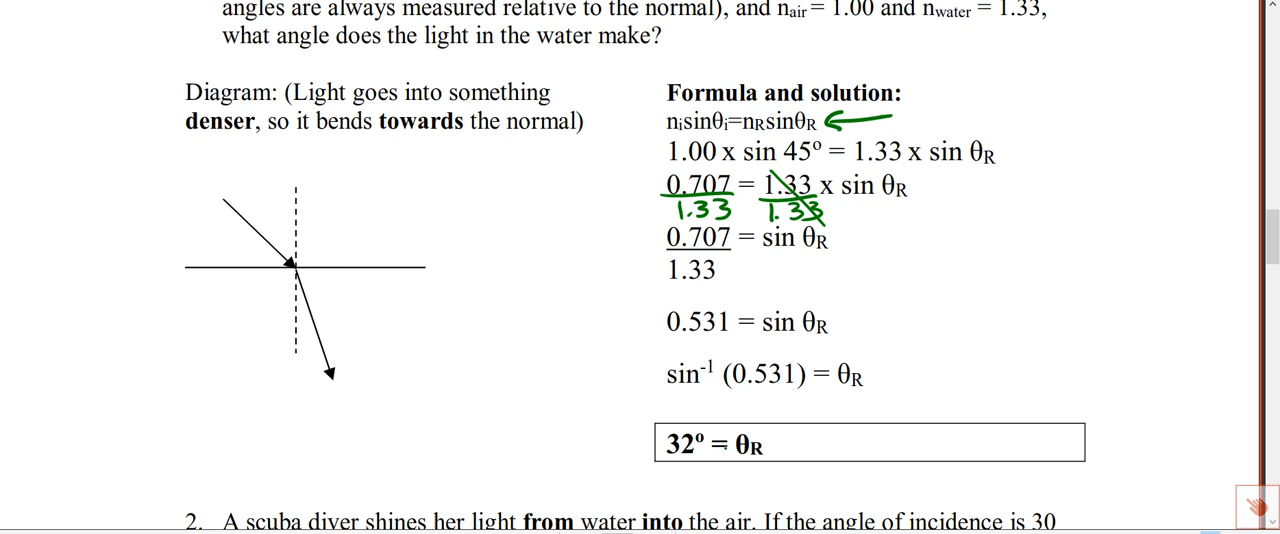 angles are always measured relative to the normal), and nair = 1.00 and nwater = 1.33,
what angle does the light in the water make?
Diagram: (Light goes into something
denser, so it bends towards the normal)
Formula and solution:
nisinθi=nRsinθR
1.00 x sin 45º = 1.33 x sin θR
0.707 = 1.33 x sin θR
1.33 1.33
0.707 = sin θR
1.33
0.531 = sin θR
sin-1 (0.531) = θR
32º = θR
2. A scuba diver shines her light from water into the air. If the angle of incidence is 30